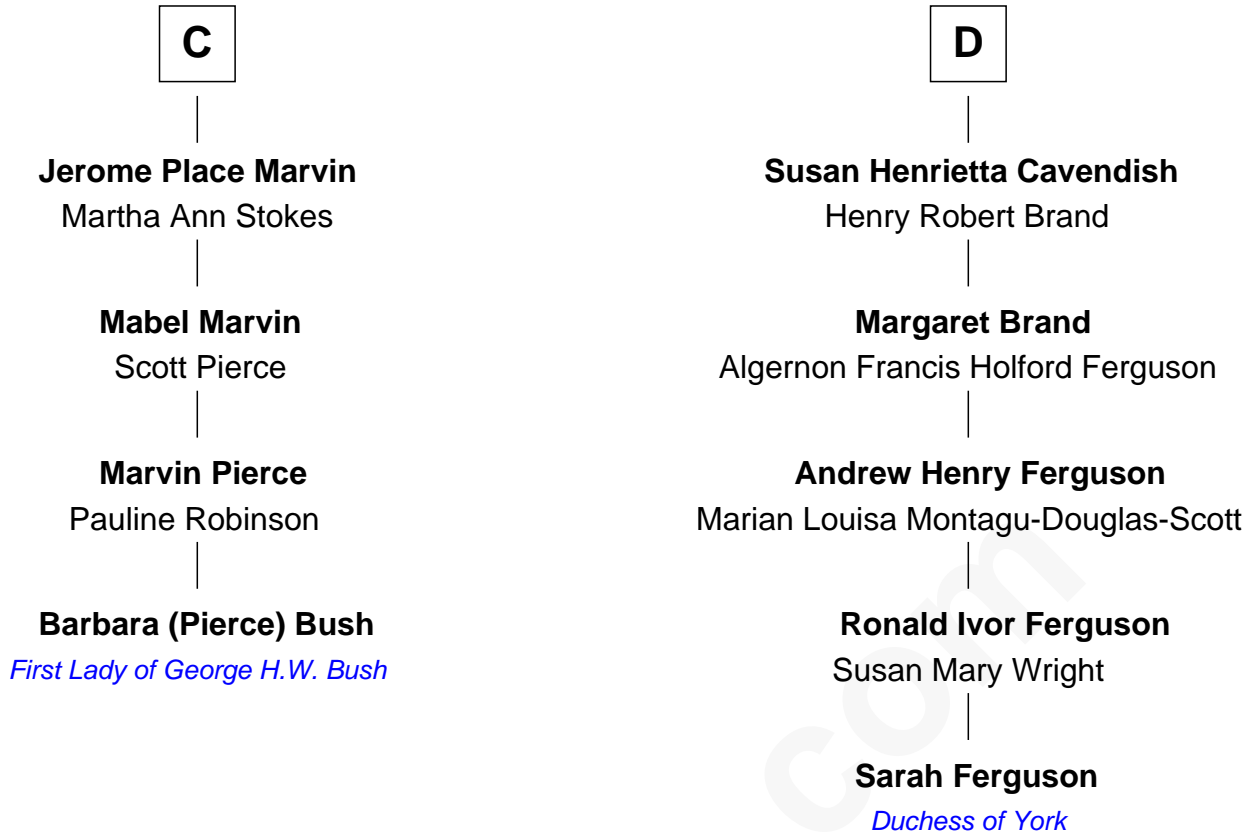 C
Jerome Place Marvin
Martha Ann Stokes
Mabel Marvin
Scott Pierce
Marvin Pierce
Pauline Robinson
Barbara (Pierce) Bush
First Lady of George H.W. Bush
D
Susan Henrietta Cavendish
Henry Robert Brand
Margaret Brand
Algernon Francis Holford Ferguson
Andrew Henry Ferguson
Marian Louisa Montagu-Douglas-Scott
Ronald Ivor Ferguson
Susan Mary Wright
Sarah Ferguson
Duchess of York
com